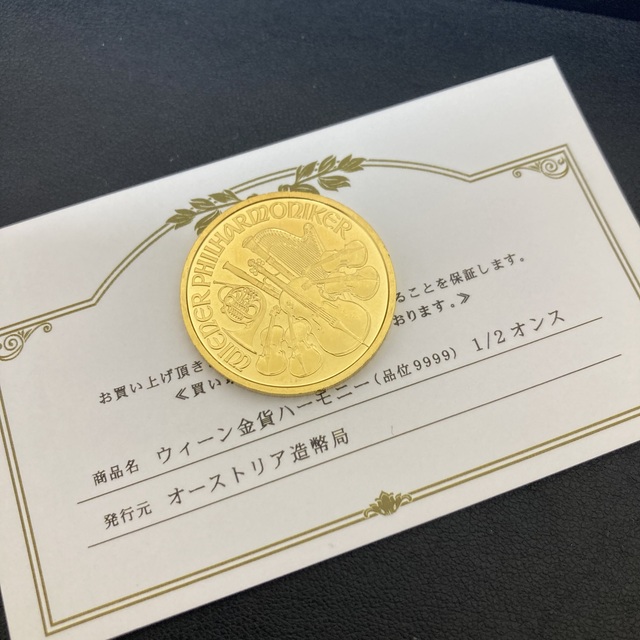 WIENER PHILHARMONIKER
お買い上げ頂き ることを保証します。
≪買い おります。≫
商品名 ウィーン金貨ハーモニー(品位9999) 1/2オンス
発行元 オーストリア造幣局